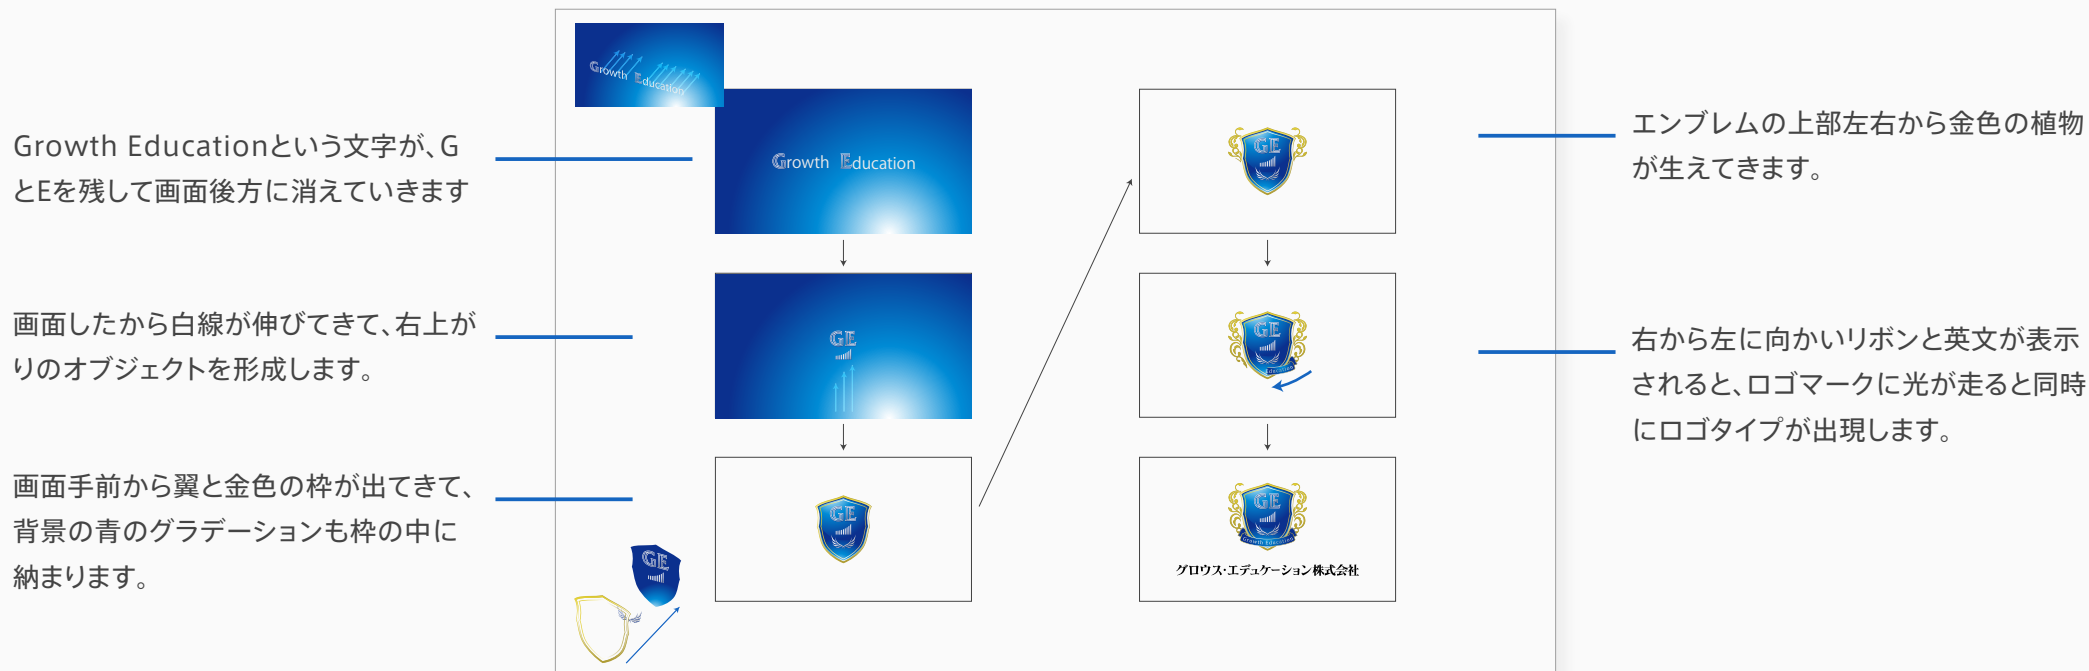 Growth Educationという文字が、G
とEを残して画面後方に消えていきます
画面したから白線が伸びてきて、右上が
りのオブジェクトを形成します。
画面手前から翼と金色の枠が出てきて、
背景の青のグラデーションも枠の中に
納まります。
Growth Education
Growth Education
GE
GE
GE
GE
GE
Education
GE
Growth Education
グロウス・エデュケーション株式会社
エンブレムの上部左右から金色の植物
が生えてきます。
右から左に向かいリボンと英文が表示
されると、ロゴマークに光が走ると同時
にロゴタイプが出現します。